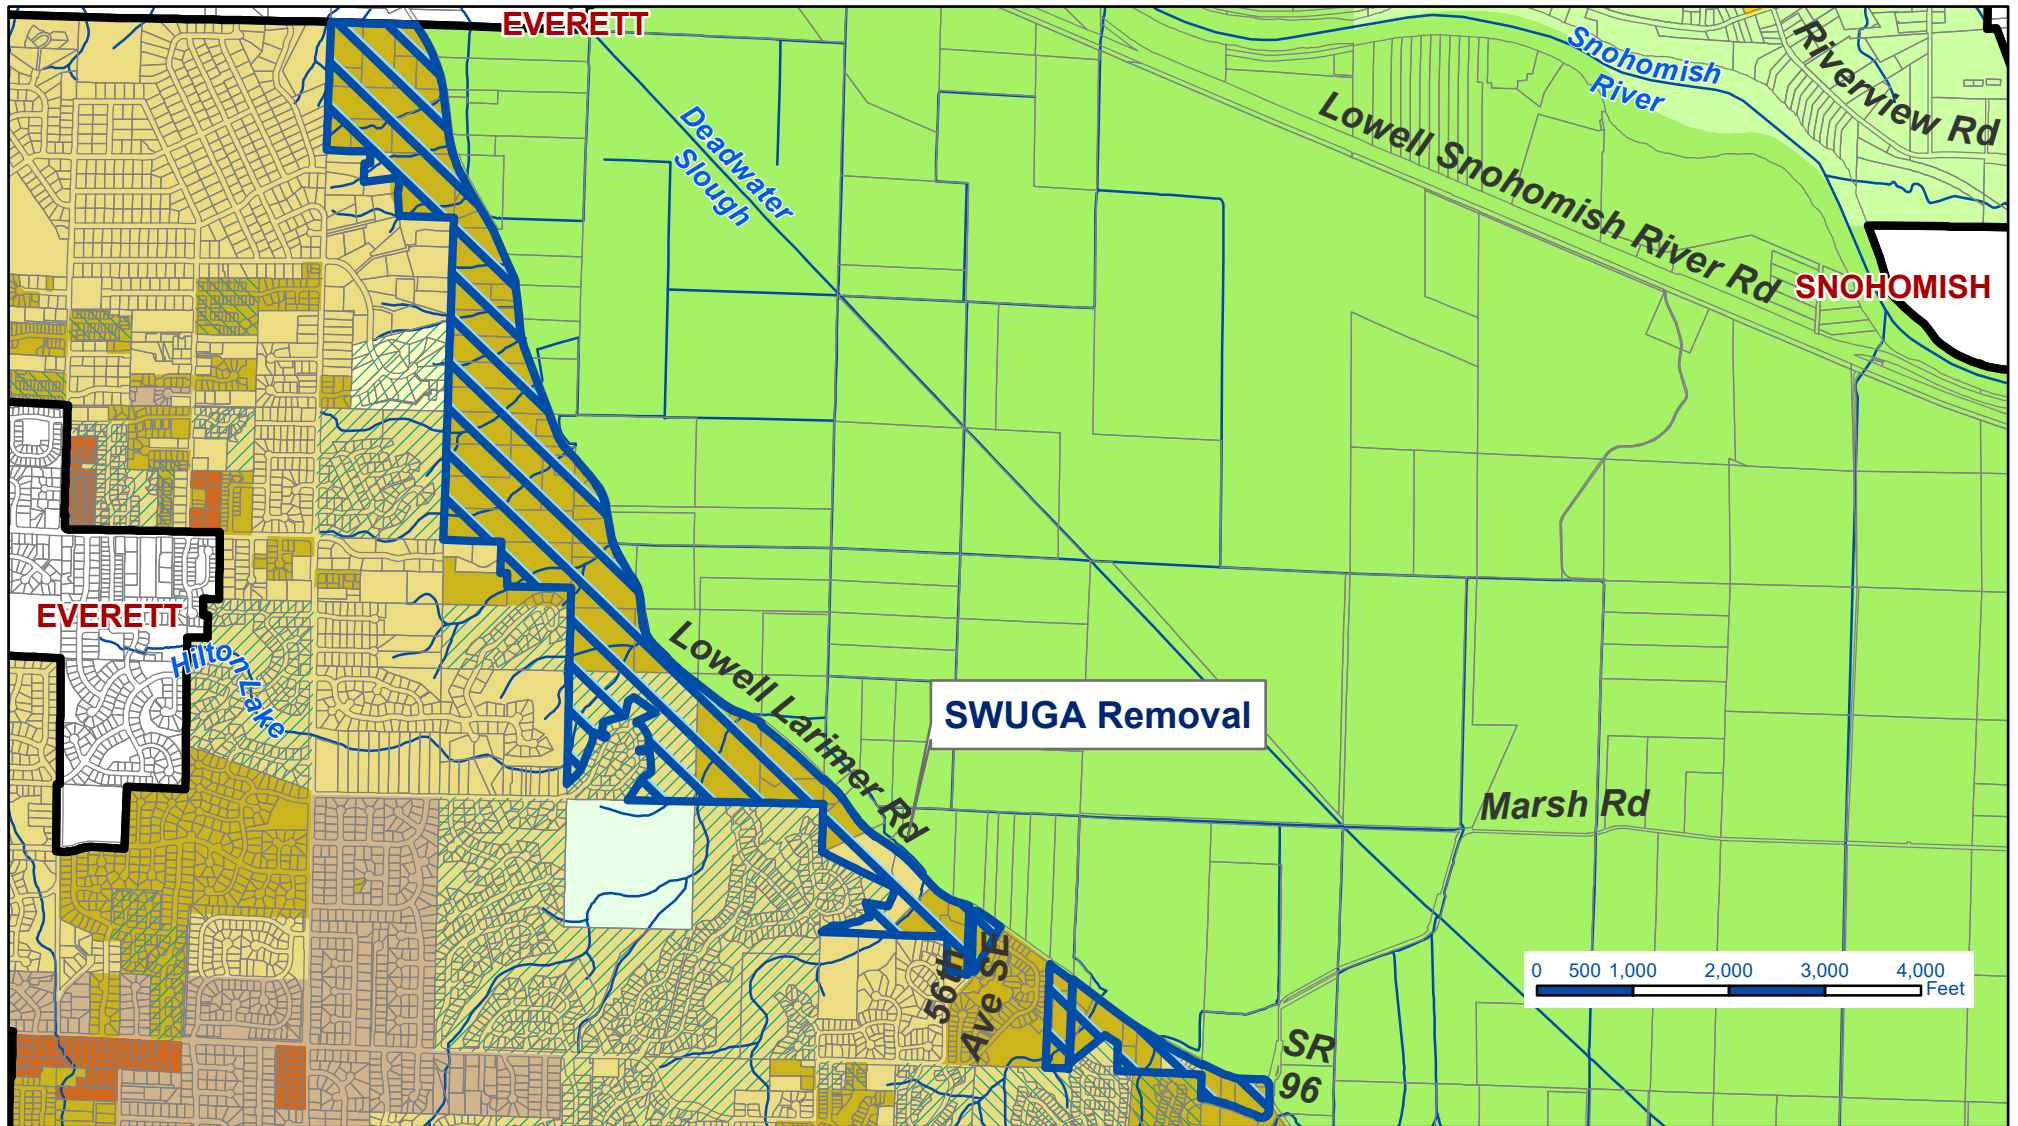 EVERETT
Snohomish
River
Riverview Rd
Deadwater
Slough
Lowell Snohomish River Rd
SNOHOMISH
EVERETT
Hilton Lake
Lowell Larimer Rd
SWUGA Removal
Marsh Rd
56th
Ave SE
0 500 1,000 2,000 3,000 4,000
Feet
SR
96